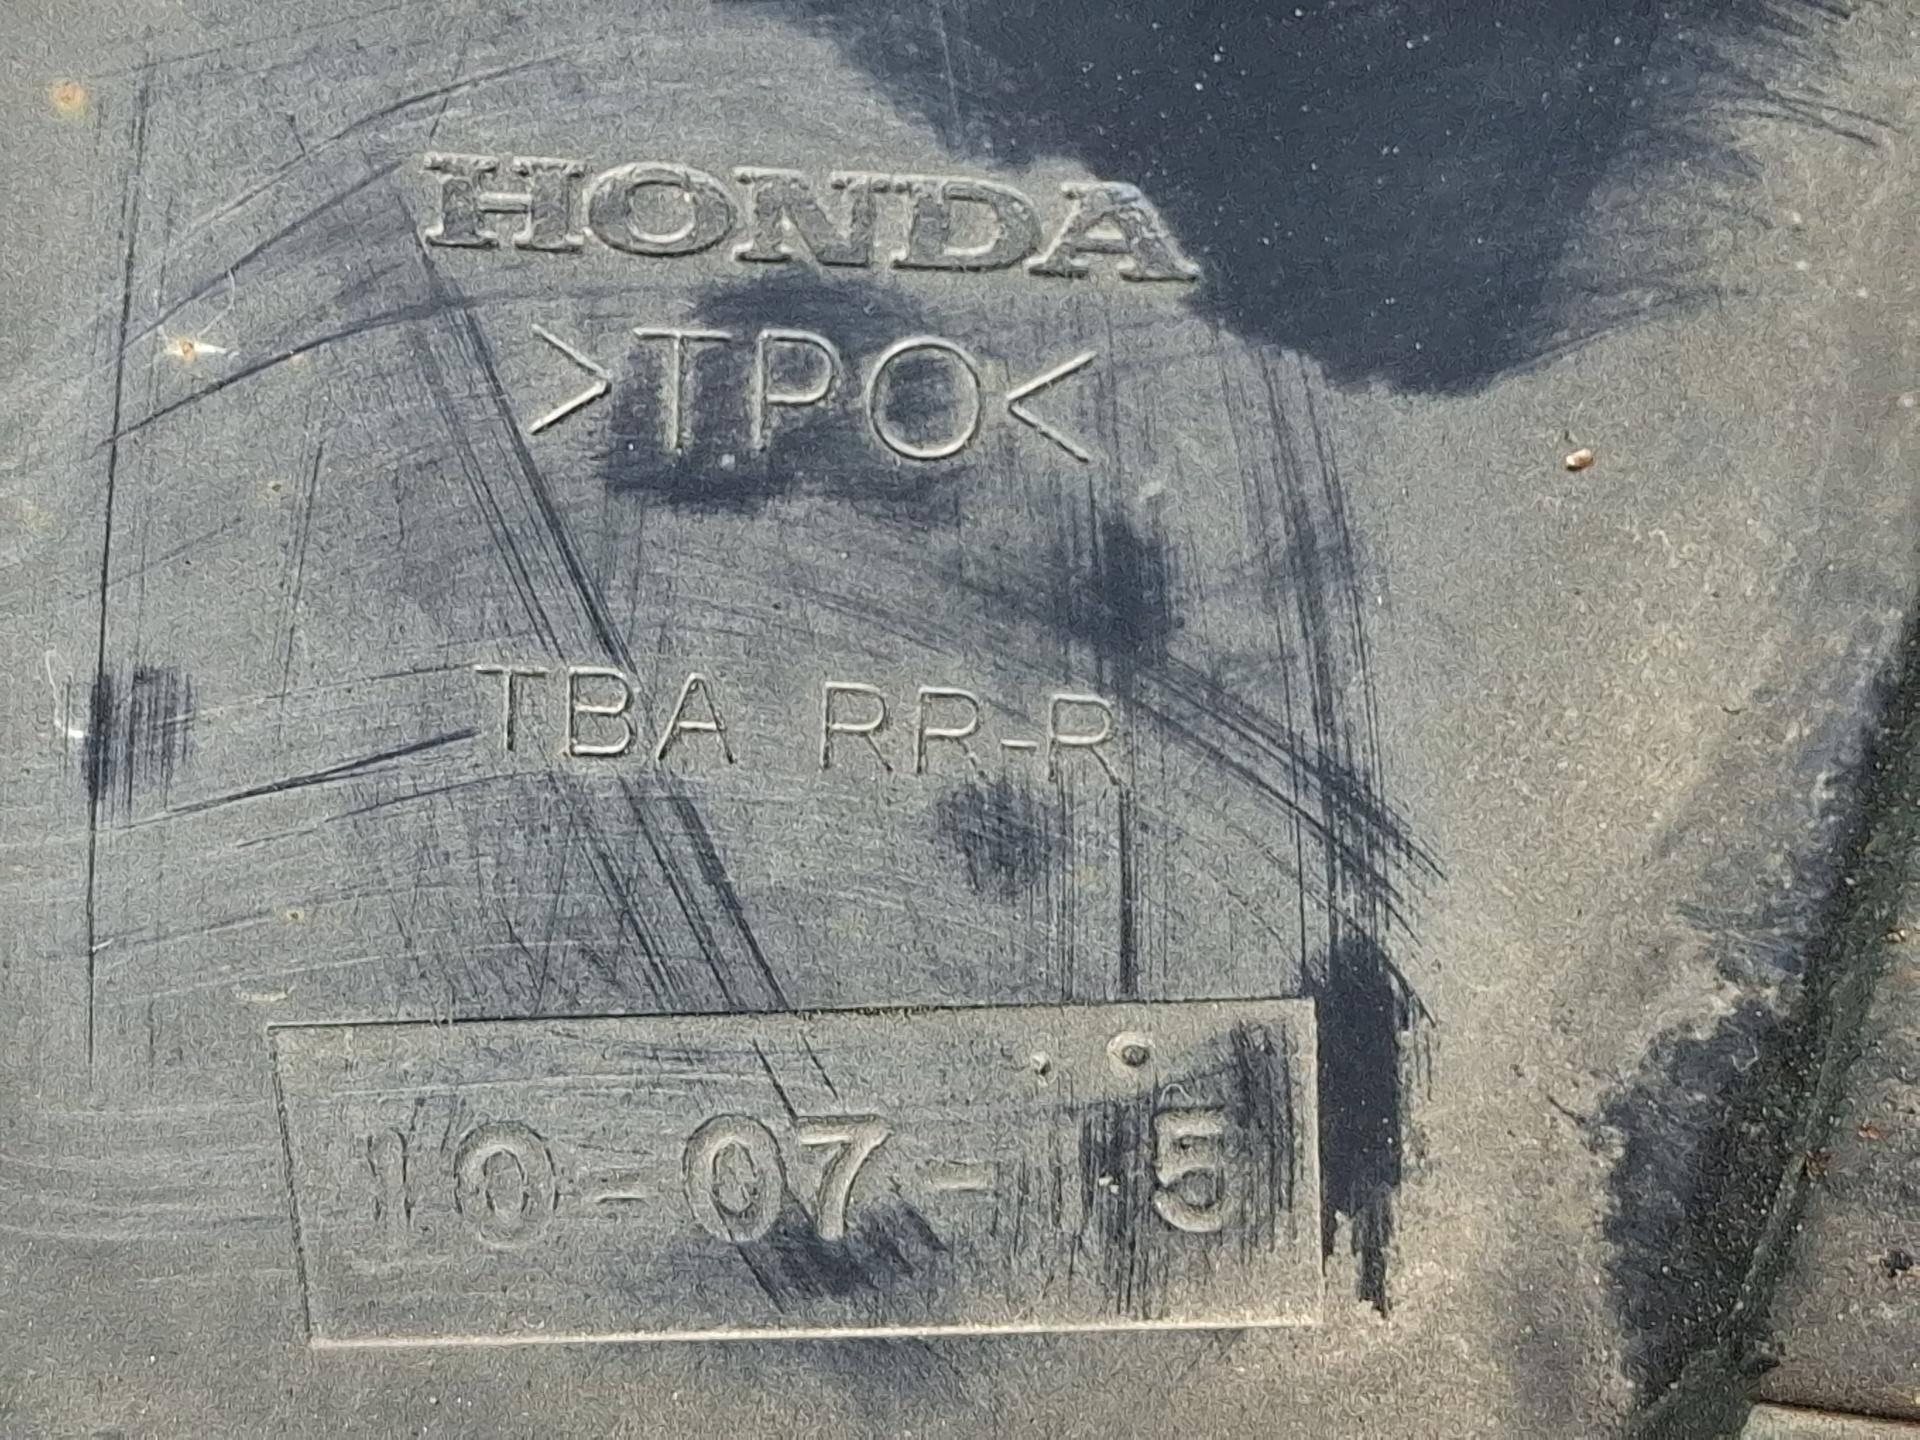 HONDA
>TPO<
TBA RR-R
10-07-15